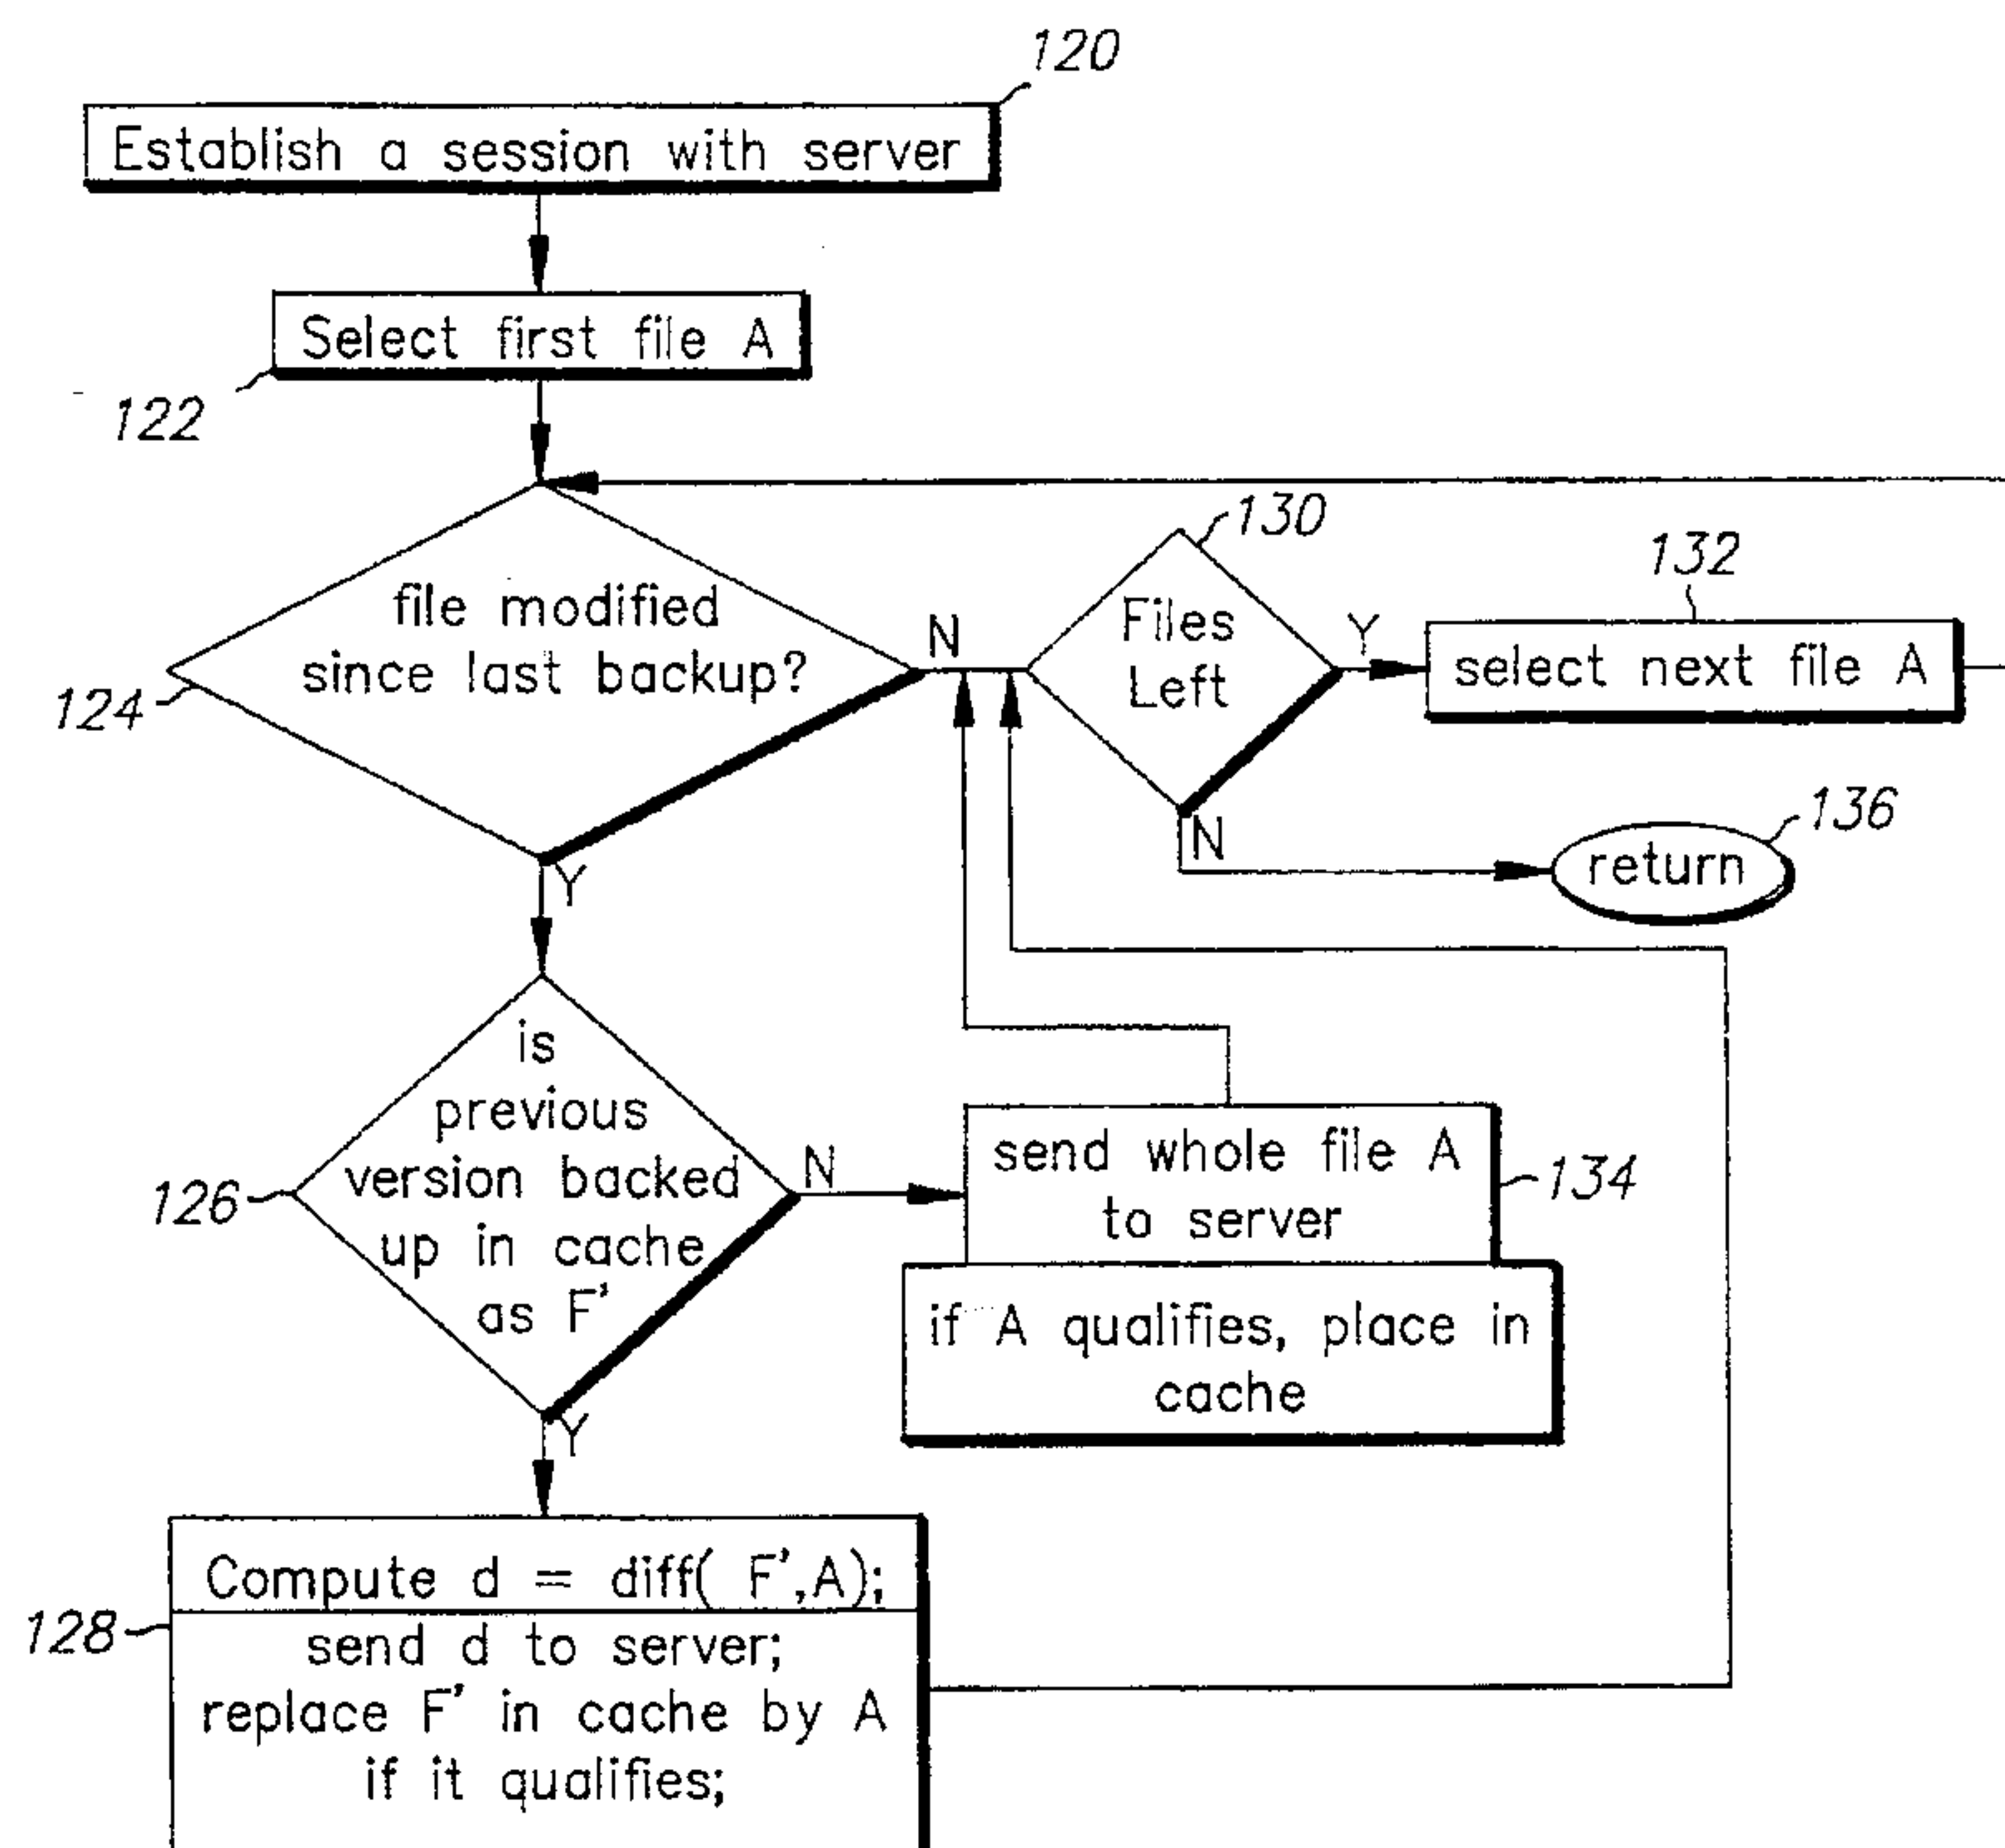 120
Establish a session with server
Select first file A
122
130
132
file modified
since last backup?
N
Files
Left
Y
select next file A
124
N
136
return
Y
is
previous
version backed
up in cache
as F'
126
N
send whole file A
to server
134
if A qualifies, place in
cache
Y
Compute d = diff( F',A);
128
send d to server;
replace F' in cache by A
if it qualifies;